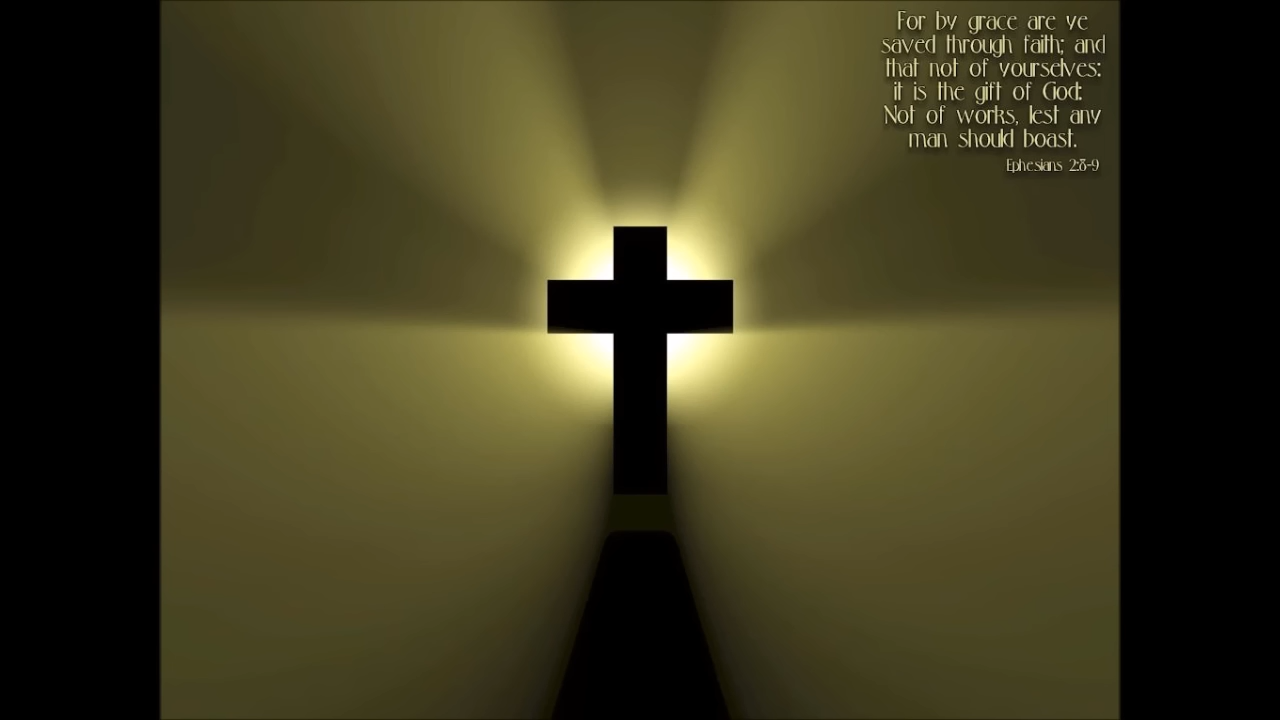 For by grace are ye
saved through faith; and
that not of yourselves:
it is the gift of God:
Not of works, lest any
man should boast.
Ephesians 2:8-9